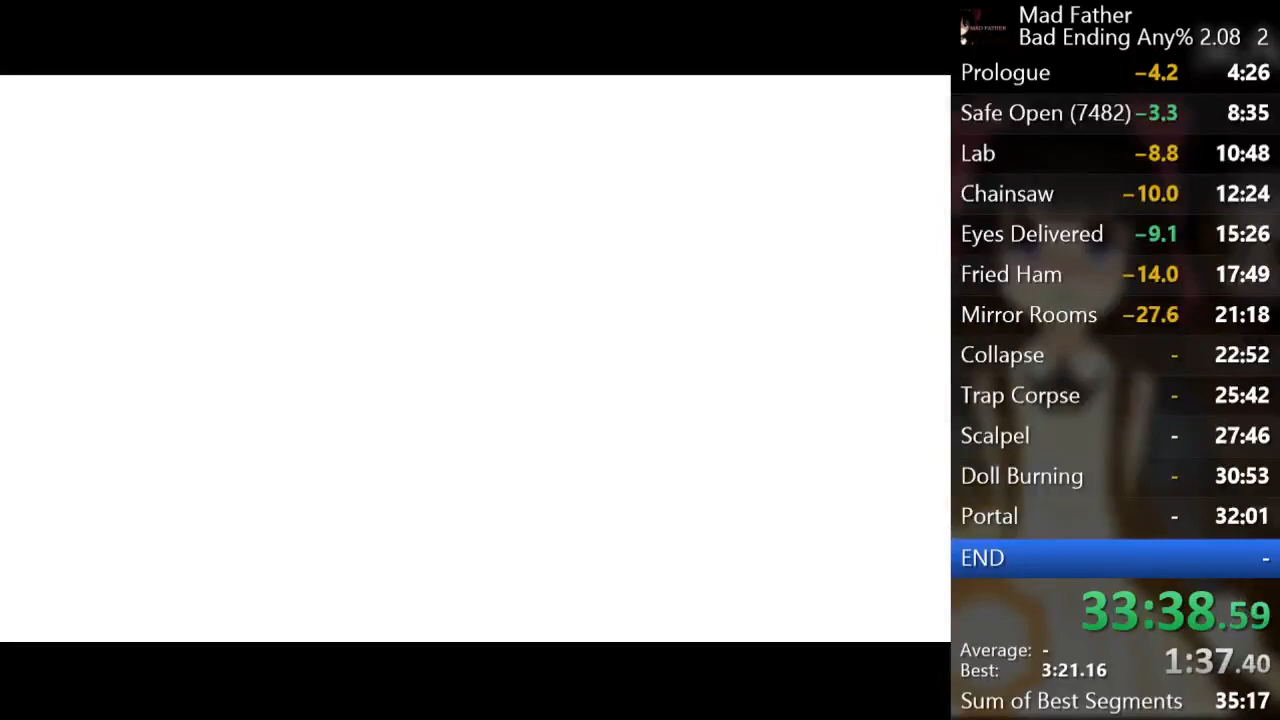 Mad Father
Bad Ending Any% 2.08 2
Prologue −4.2 4:26
Safe Open (7482) −3.3 8:35
Lab −8.8 10:48
Chainsaw −10.0 12:24
Eyes Delivered −9.1 15:26
Fried Ham −14.0 17:49
Mirror Rooms −27.6 21:18
Collapse - 22:52
Trap Corpse - 25:42
Scalpel - 27:46
Doll Burning - 30:53
Portal - 32:01
END -
33:38.59
Average: -
Best: 3:21.16 1:37.40
Sum of Best Segments 35:17